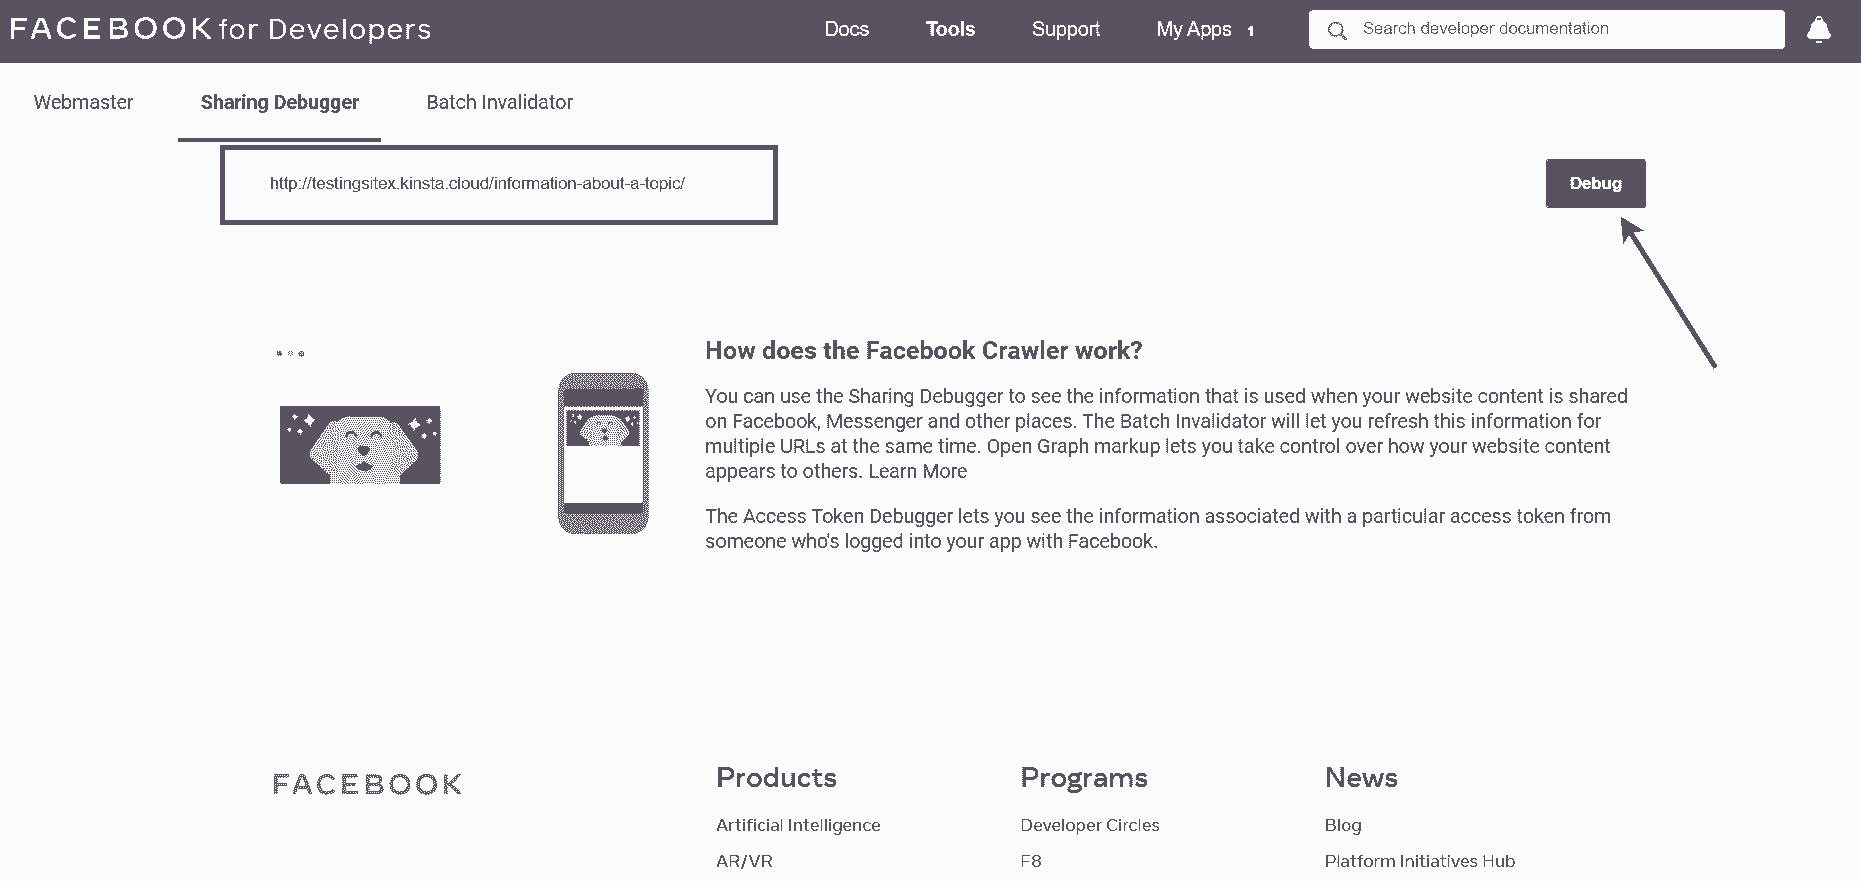 FACEBOOK for Developers
Docs
Tools
Support
My Apps 1
Search developer documentation
Webmaster
Sharing Debugger
Batch Invalidator
http://testingsitex.kinsta.cloud/information-about-a-topic/
Debug
How does the Facebook Crawler work?
You can use the Sharing Debugger to see the information that is used when your website content is shared
on Facebook, Messenger and other places. The Batch Invalidator will let you refresh this information for
multiple URLs at the same time. Open Graph markup lets you take control over how your website content
appears to others. Learn More
The Access Token Debugger lets you see the information associated with a particular access token from
someone who's logged into your app with Facebook.
FACEBOOK
Products
Artificial Intelligence
AR/VR
Programs
Developer Circles
F8
News
Blog
Platform Initiatives Hub